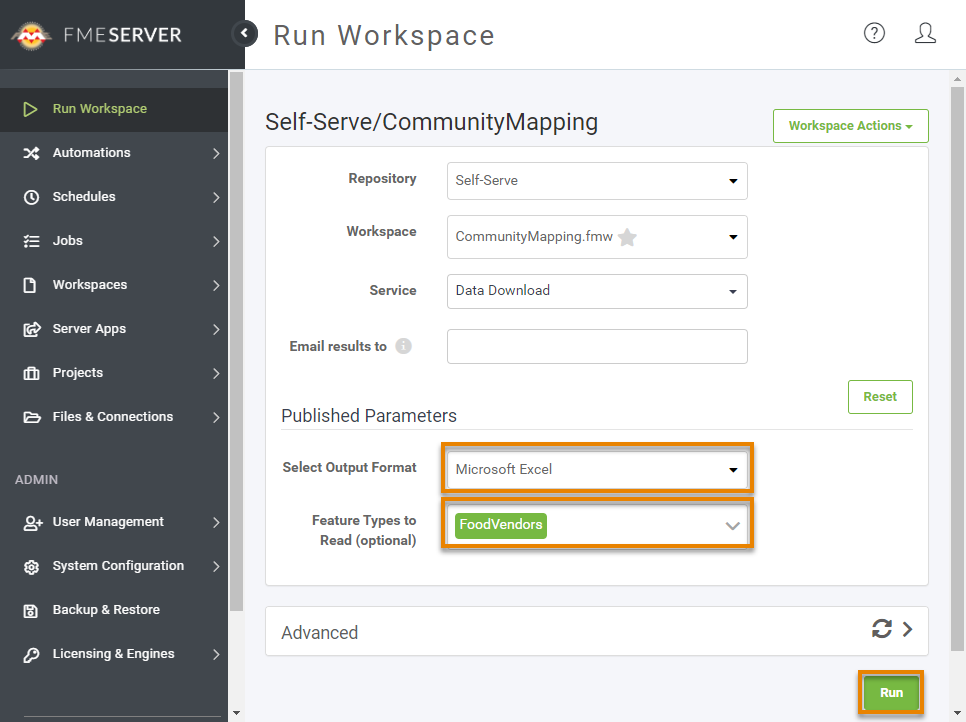 FMESERVER
Run Workspace
Run Workspace
Automations
Schedules
Jobs
Workspaces
Server Apps
Projects
Files & Connections
ADMIN
User Management
System Configuration
Backup & Restore
Licensing & Engines
Self-Serve/CommunityMapping
Workspace Actions
Repository
Self-Serve
Workspace
CommunityMapping.fmw
Service
Data Download
Email results to
Reset
Published Parameters
Select Output Format
Microsoft Excel
Feature Types to
Read (optional)
FoodVendors
Advanced
Run